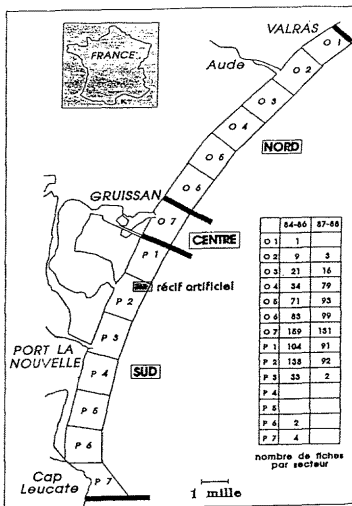 VALRAS
FRANCE
Aude
O 1
O 2
O 3
O 4
NORD
O 5
O 6
GRUISSAN
O 7
CENTRE
P 1
récif artificiel
P 2
P 3
PORT LA
NOUVELLE
P 4
SUD
P 5
P 6
Cap
Leucate
P 7
1 mille
84-86 87-88
O 1 1
O 2 9 3
O 3 21 16
O 4 34 79
O 5 71 93
O 6 83 99
O 7 159 131
P 1 104 91
P 2 138 92
P 3 33 2
P 4
P 5
P 6 2
P 7 4
nombre de fiches
par secteur